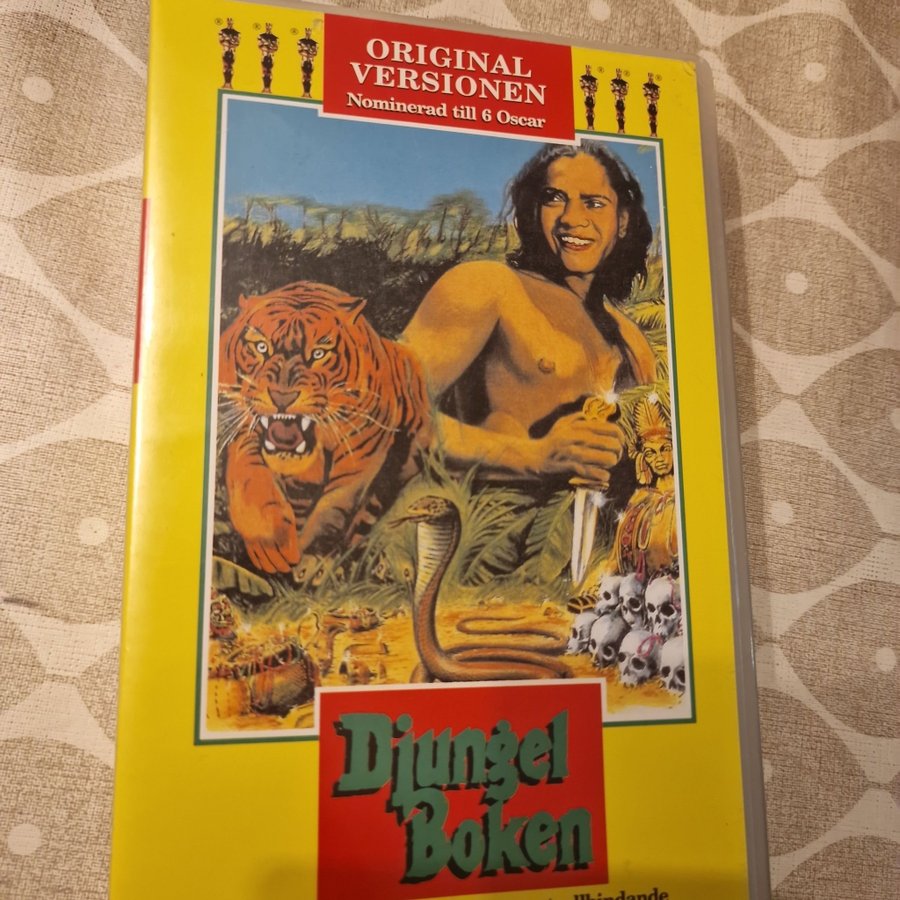 ORIGINAL
VERSIONEN
Nominerad till 6 Oscar
Djungel
Boken